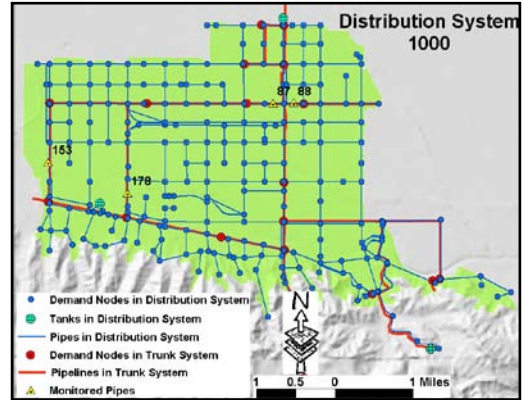 Distribution System
1000
87 88
153
178
Demand Nodes in Distribution System
Tanks in Distribution System
Pipes in Distribution System
Demand Nodes in Trunk System
Pipelines in Trunk System
Monitored Pipes
N
1 0.5 0 1 Miles